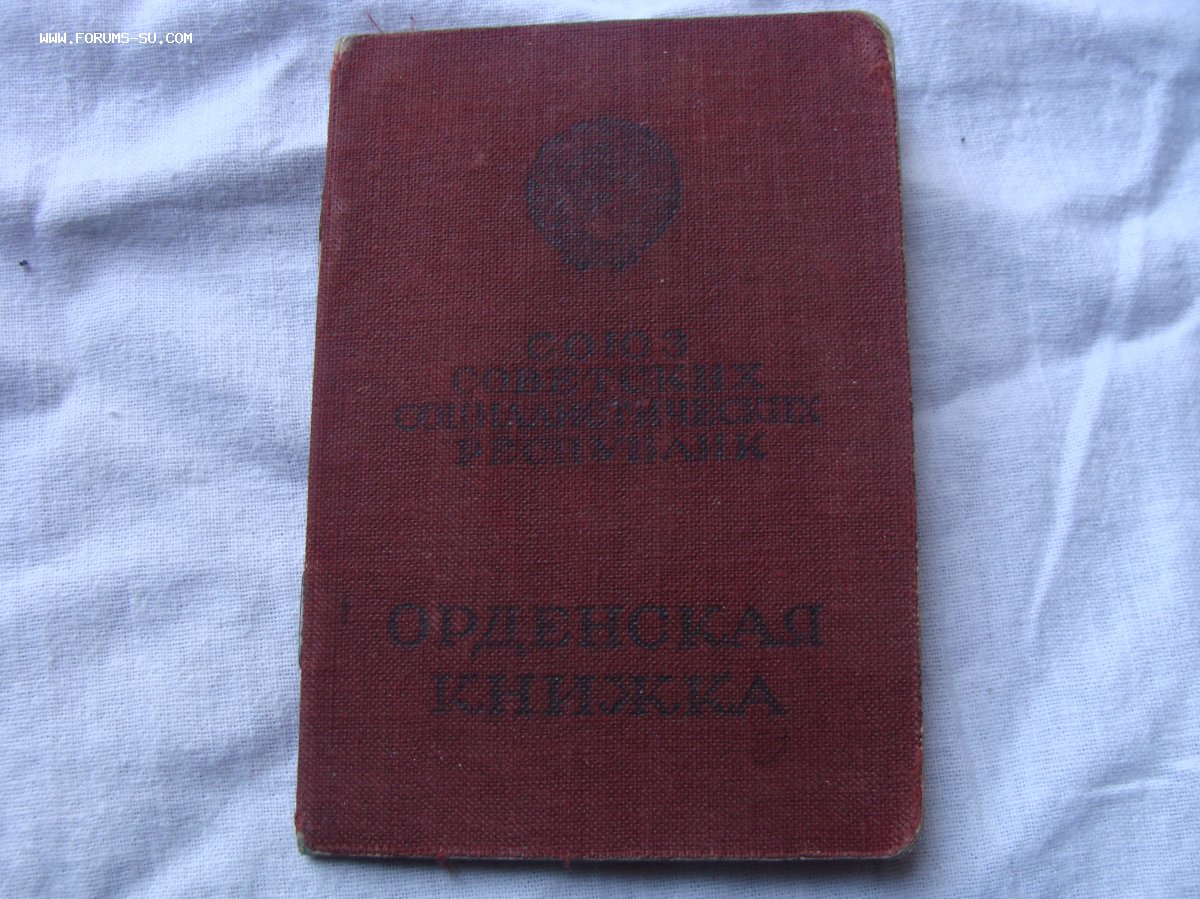 WWW.FORUMS-SU.COM
СОЮЗ
СОВЕТСКИХ
СОЦИАЛИСТИЧЕСКИХ
РЕСПУБЛИК
ОРДЕНСКАЯ
КНИЖКА